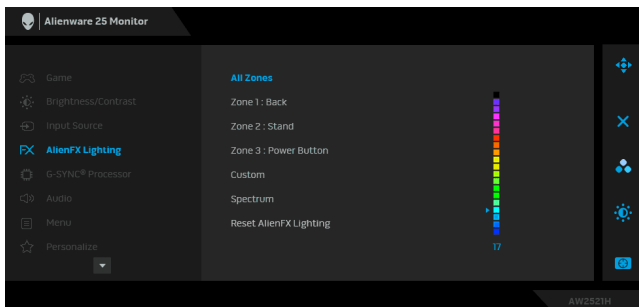 Alienware 25 Monitor
Game
Brightness/Contrast
Input Source
FX AlienFX Lighting
G-SYNC® Processor
Audio
Menu
Personalize
All Zones
Zone 1 : Back
Zone 2 : Stand
Zone 3 : Power Button
Custom
Spectrum
Reset AlienFX Lighting
17
AW2521H